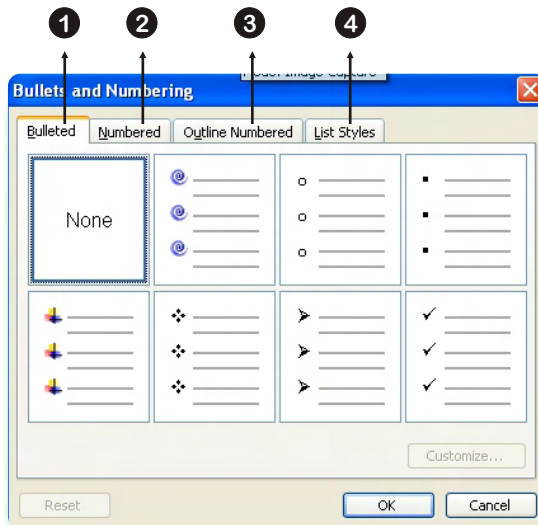 1 2 3 4
Bullets and Numbering
Bulleted Numbered Outline Numbered List Styles
None
Customize...
Reset OK Cancel